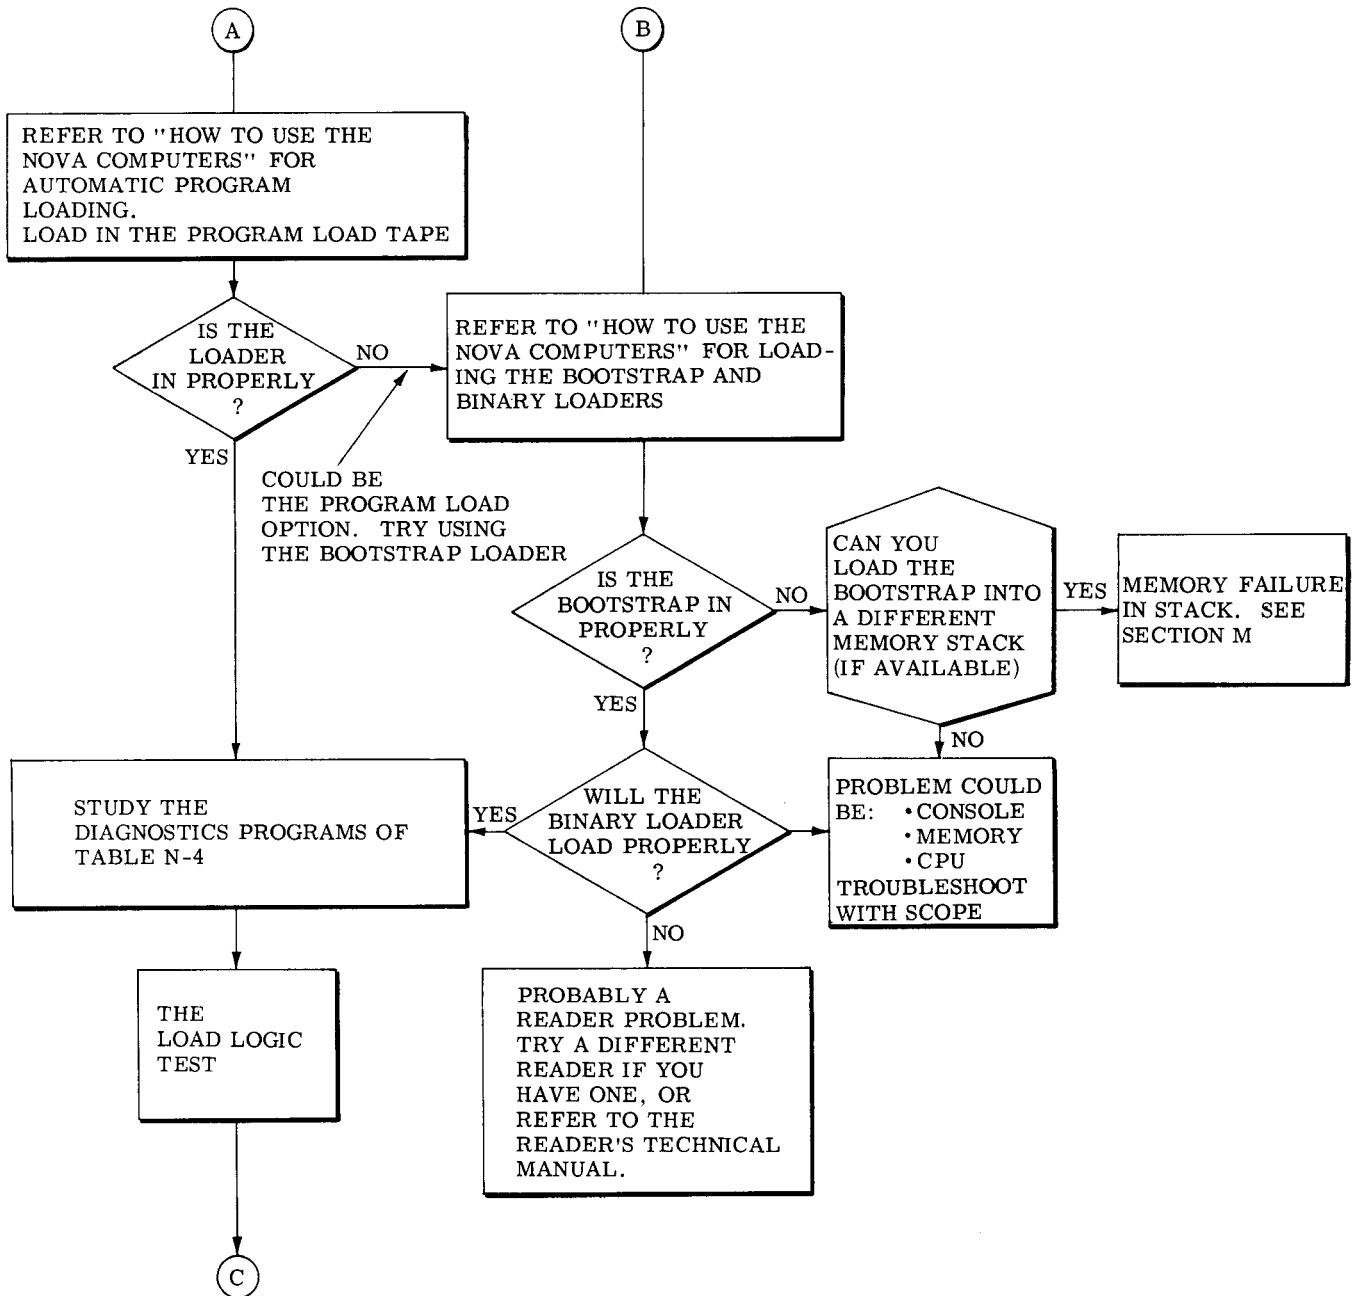 A
B
REFER TO "HOW TO USE THE
NOVA COMPUTERS" FOR
AUTOMATIC PROGRAM
LOADING.
LOAD IN THE PROGRAM LOAD TAPE
IS THE
LOADER
IN PROPERLY
?
NO
YES
REFER TO "HOW TO USE THE
NOVA COMPUTERS" FOR LOAD-
ING THE BOOTSTRAP AND
BINARY LOADERS
COULD BE
THE PROGRAM LOAD
OPTION. TRY USING
THE BOOTSTRAP LOADER
IS THE
BOOTSTRAP IN
PROPERLY
?
NO
YES
CAN YOU
LOAD THE
BOOTSTRAP INTO
A DIFFERENT
MEMORY STACK
(IF AVAILABLE)
YES
NO
MEMORY FAILURE
IN STACK. SEE
SECTION M
STUDY THE
DIAGNOSTICS PROGRAMS OF
TABLE N-4
YES
WILL THE
BINARY LOADER
LOAD PROPERLY
?
NO
PROBLEM COULD
BE: • CONSOLE
• MEMORY
• CPU
TROUBLESHOOT
WITH SCOPE
THE
LOAD LOGIC
TEST
PROBABLY A
READER PROBLEM.
TRY A DIFFERENT
READER IF YOU
HAVE ONE, OR
REFER TO THE
READER'S TECHNICAL
MANUAL.
C